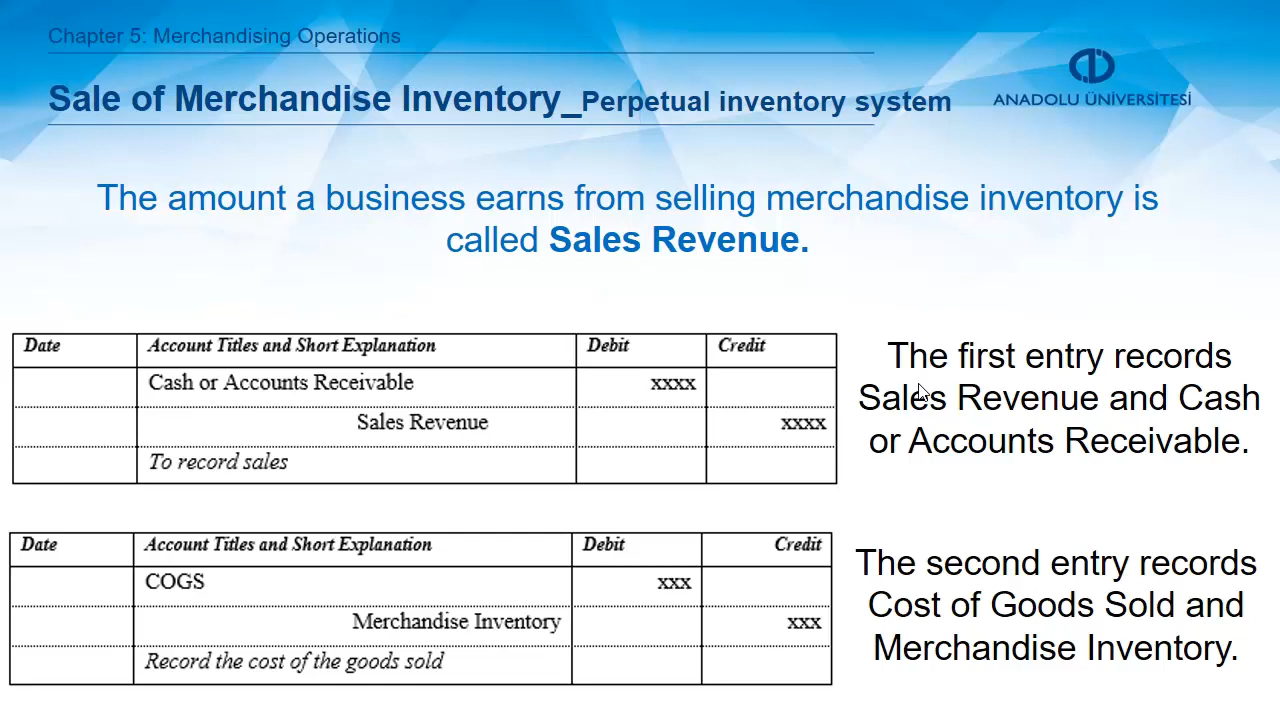 Chapter 5: Merchandising Operations
Sale of Merchandise Inventory_Perpetual inventory system
ANADOLU ÜNİVERSİTESİ
The amount a business earns from selling merchandise inventory is
called Sales Revenue.
Date Account Titles and Short Explanation Debit Credit
Cash or Accounts Receivable xxxx
Sales Revenue xxxx
To record sales
The first entry records
Sales Revenue and Cash
or Accounts Receivable.
Date Account Titles and Short Explanation Debit Credit
COGS xxx
Merchandise Inventory xxx
Record the cost of the goods sold
The second entry records
Cost of Goods Sold and
Merchandise Inventory.